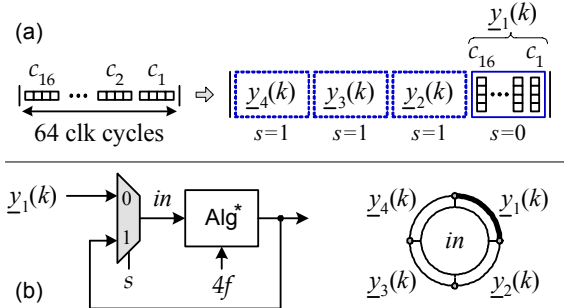 y₁(k)
(a)
c₁₆ ··· c₂ c₁
c₁₆ c₁
64 clk cycles
y₄(k) y₃(k) y₂(k) ···
s=1 s=1 s=1 s=0
y₁(k) 0 in Alg*
1
s 4f
(b)
y₄(k) y₁(k)
in
y₃(k) y₂(k)